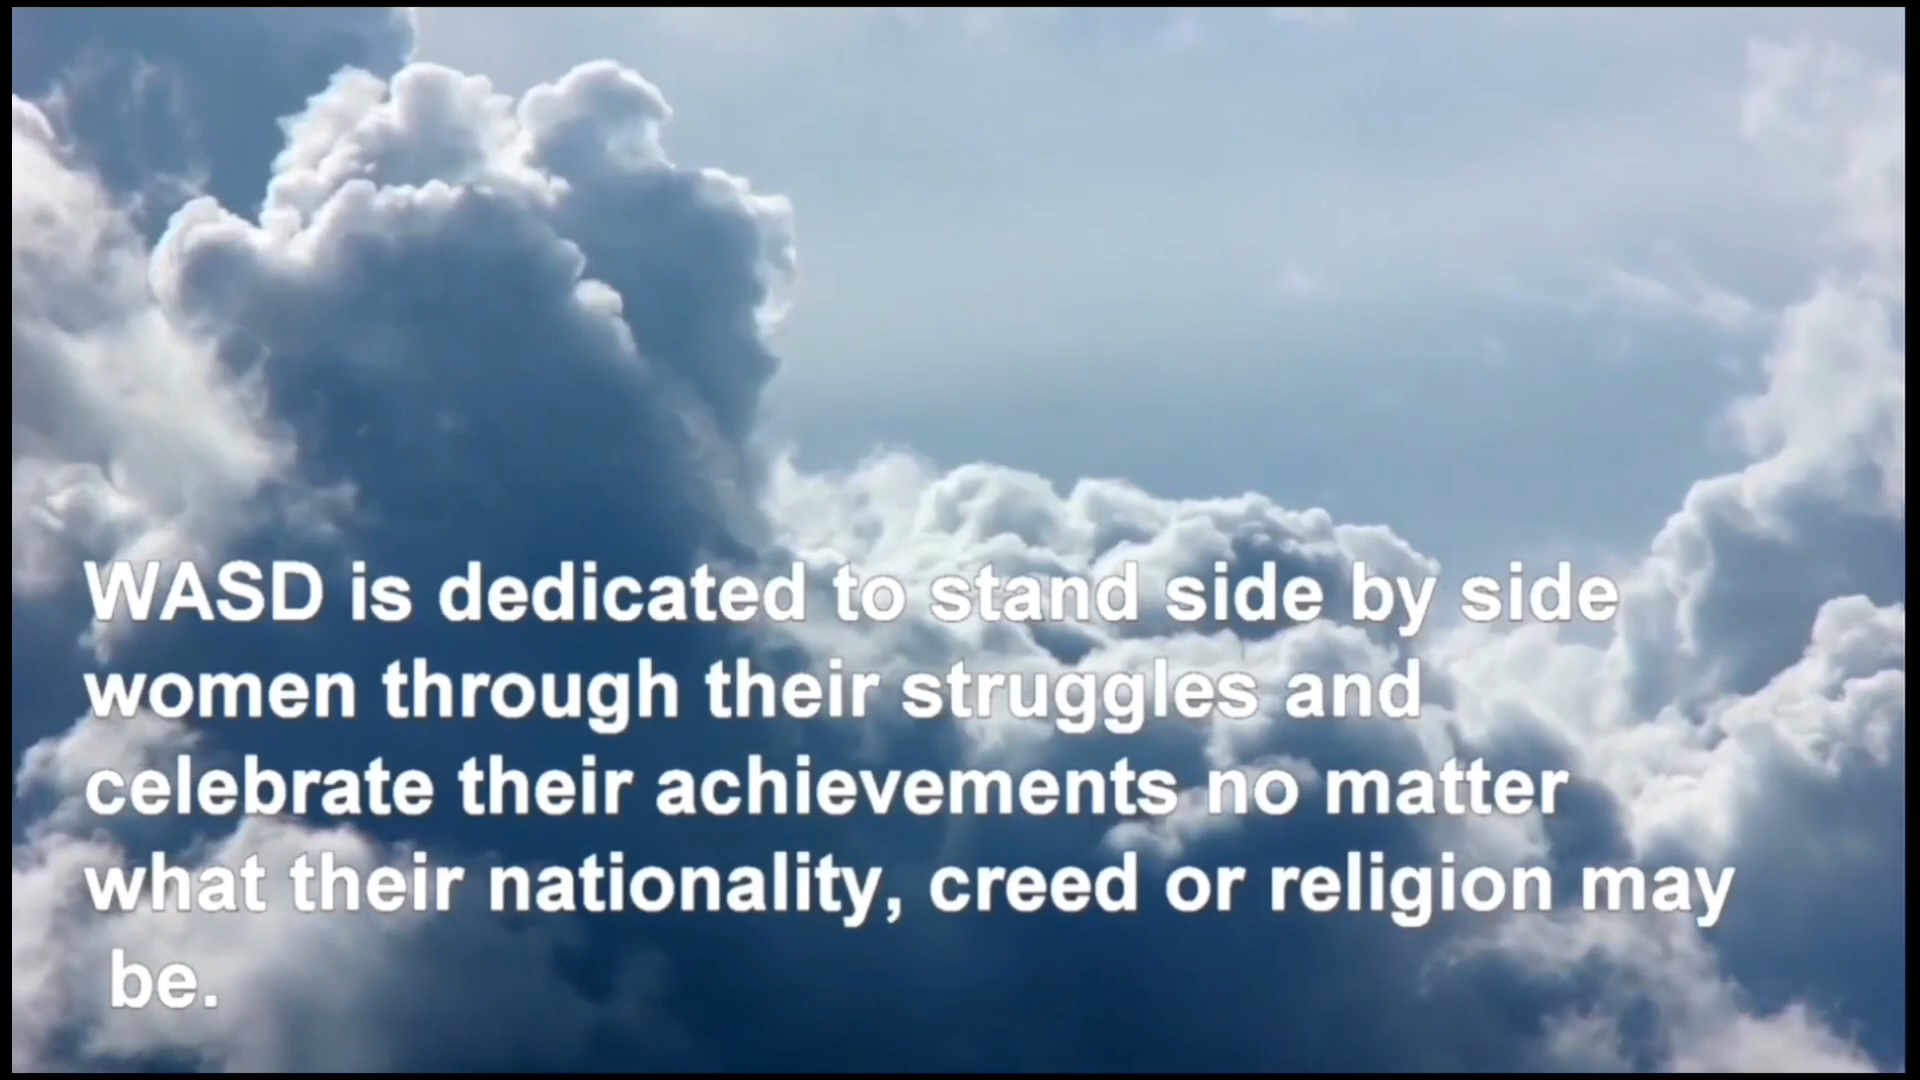 WASD is dedicated to stand side by side
women through their struggles and
celebrate their achievements no matter
what their nationality, creed or religion may
be.